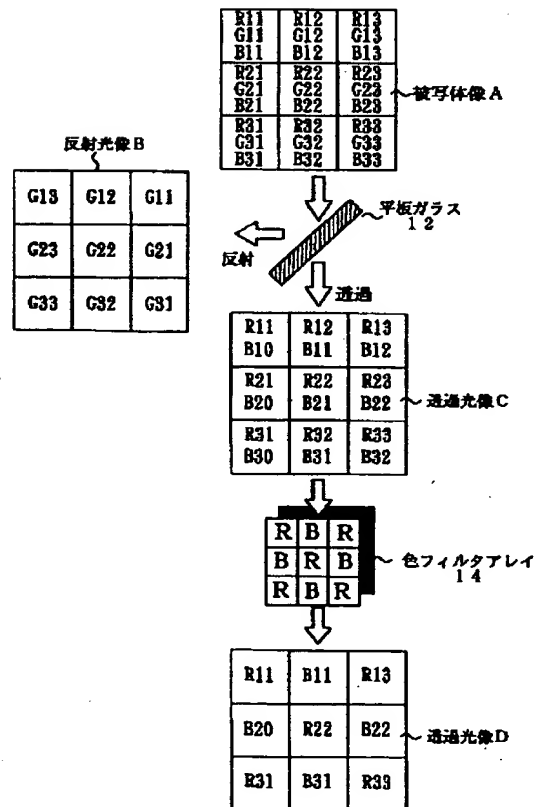 R11 R12 R13
G11 G12 G13
B11 B12 B13
R21 R22 R23
G21 G22 G23
B21 B22 B23
R31 R32 R33
G31 G32 G33
B31 B32 B33
被写体像A
反射光像B
G13 G12 G11
G23 G22 G21
G33 G32 G31
平板ガラス
12
反射
透過
R11 R12 R13
B10 B11 B12
R21 R22 R23
B20 B21 B22
R31 R32 R33
B30 B31 B32
透過光像C
R B R
B R B
R B R
色フィルタアレイ
14
R11 B11 R13
B20 R22 B22
R31 B31 R33
透過光像D